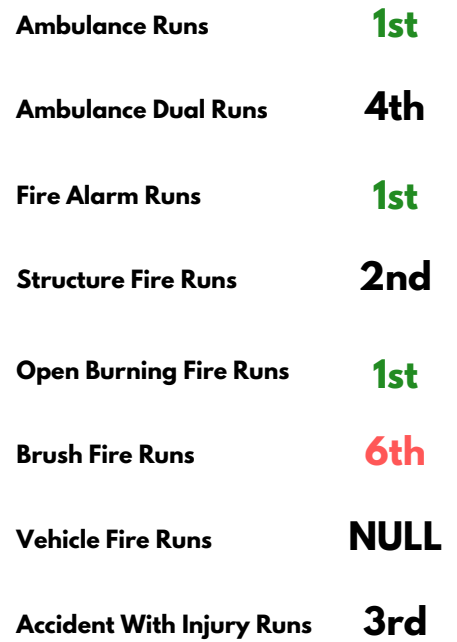 Ambulance Runs 1st
Ambulance Dual Runs 4th
Fire Alarm Runs 1st
Structure Fire Runs 2nd
Open Burning Fire Runs 1st
Brush Fire Runs 6th
Vehicle Fire Runs NULL
Accident With Injury Runs 3rd